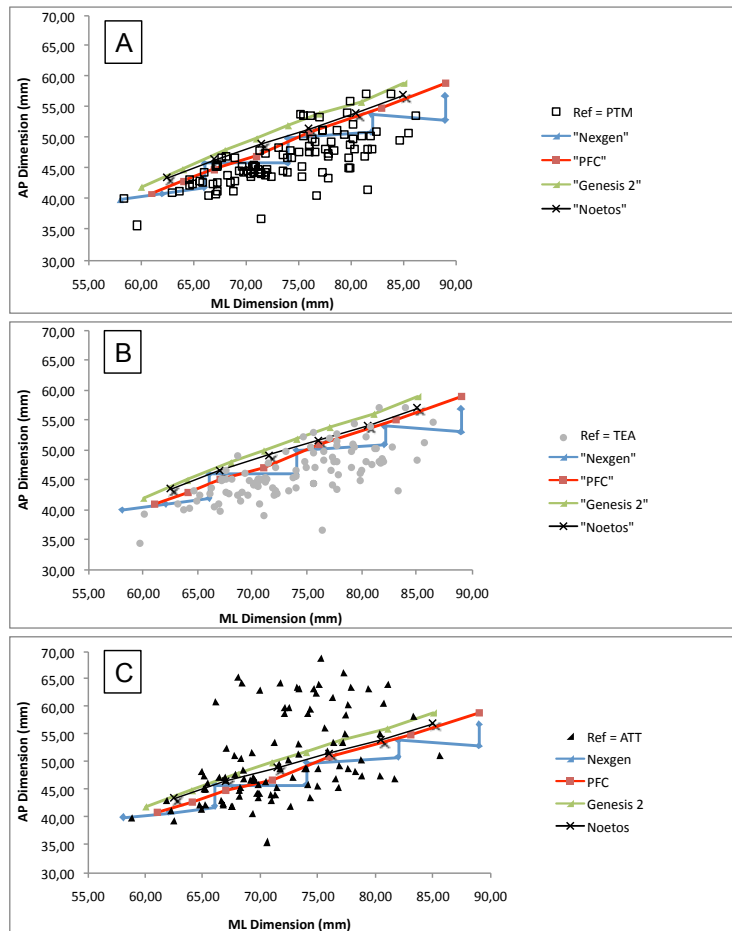 A
AP Dimension (mm)
70,00
65,00
60,00
55,00
50,00
45,00
40,00
35,00
30,00
55,00 60,00 65,00 70,00 75,00 80,00 85,00 90,00
ML Dimension (mm)
Ref = PTM
"Nexgen"
"PFC"
"Genesis 2"
"Noetos"
B
AP Dimension (mm)
70,00
65,00
60,00
55,00
50,00
45,00
40,00
35,00
30,00
55,00 60,00 65,00 70,00 75,00 80,00 85,00 90,00
ML Dimension (mm)
Ref = TEA
"Nexgen"
"PFC"
"Genesis 2"
"Noetos"
C
AP Dimension (mm)
70,00
65,00
60,00
55,00
50,00
45,00
40,00
35,00
30,00
55,00 60,00 65,00 70,00 75,00 80,00 85,00 90,00
ML Dimension (mm)
Ref = ATT
Nexgen
PFC
Genesis 2
Noetos